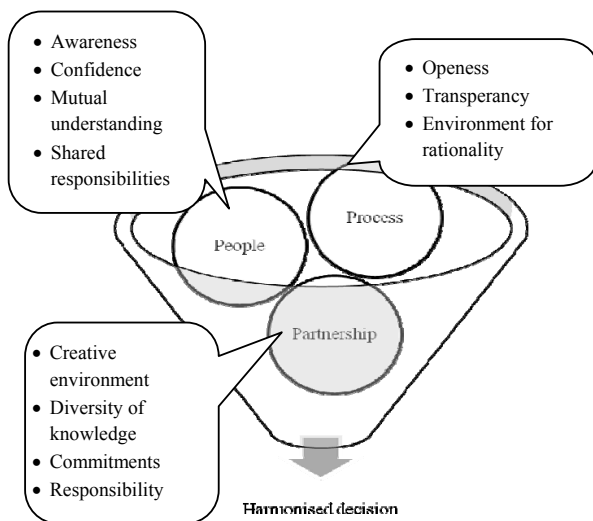 • Awareness
• Confidence
• Mutual
understanding
• Shared
responsibilities
• Openess
• Transperancy
• Environment for
rationality
People
Process
Partnership
• Creative
environment
• Diversity of
knowledge
• Commitments
• Responsibility
Harmonised decision